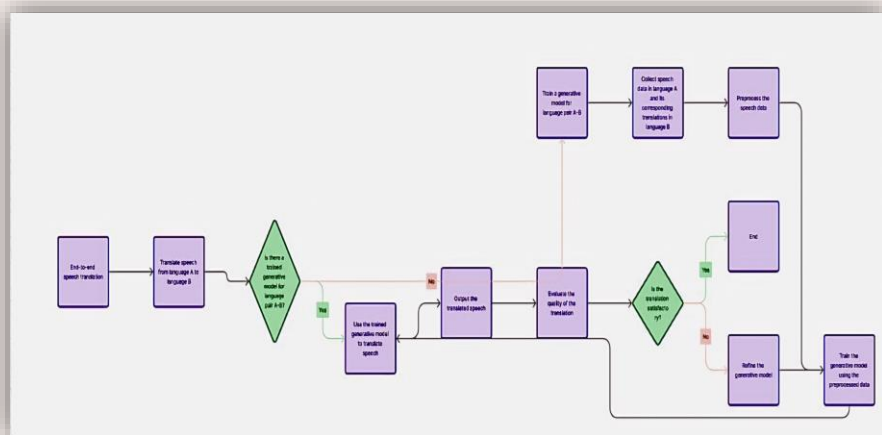 Train a generative
model for
language pair A-B
Collect speech
data in language A
and its
corresponding
translations in
language B
Preprocess the
speech data
End-to-end
speech translation
Translate speech
from language A to
language B
Is there a
trained
generative
model for
language
pair A-B?
No
Yes
Use the trained
generative model
to translate
speech
Output the
translated speech
Evaluate the
quality of the
translation
Is the
translation
satisfacto
ry?
Yes
End
No
Refine the
generative model
Train the
generative model
using the
preprocessed data